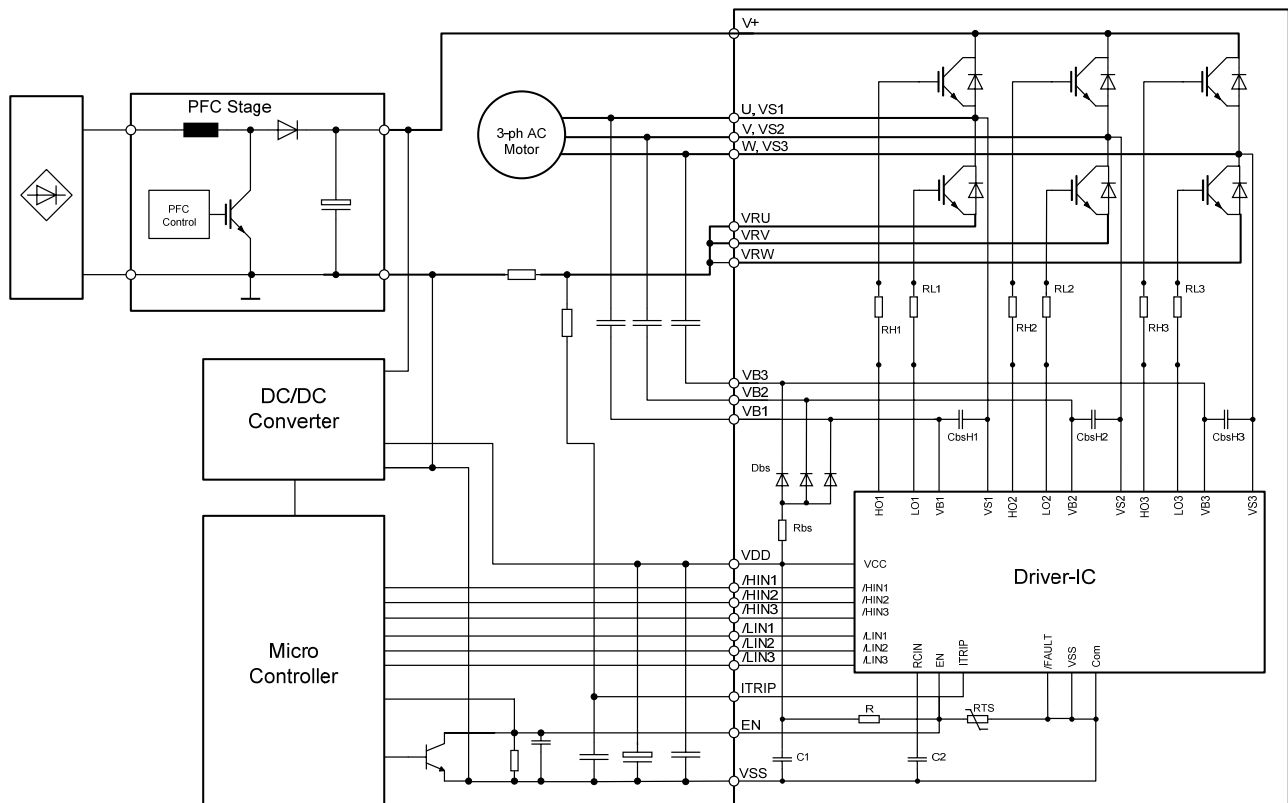 V+
PFC Stage
3-ph AC
Motor
U, VS1
V, VS2
W, VS3
PFC
Control
VRU
VRV
VRW
RL1
RL2
RL3
RH1
RH2
RH3
DC/DC
Converter
VB3
VB2
VB1
CbsH1
CbsH2
CbsH3
Dbs
Rbs
HO1
LO1
VB1
VS1
HO2
LO2
VB2
VS2
HO3
LO3
VB3
VS3
VDD
VCC
Driver-IC
/HIN1
/HIN2
/HIN3
/LIN1
/LIN2
/LIN3
/HIN1
/HIN2
/HIN3
/LIN1
/LIN2
/LIN3
Micro
Controller
RCIN
EN
ITRIP
/FAULT
VSS
Com
ITRIP
R
RTS
EN
C1
C2
VSS